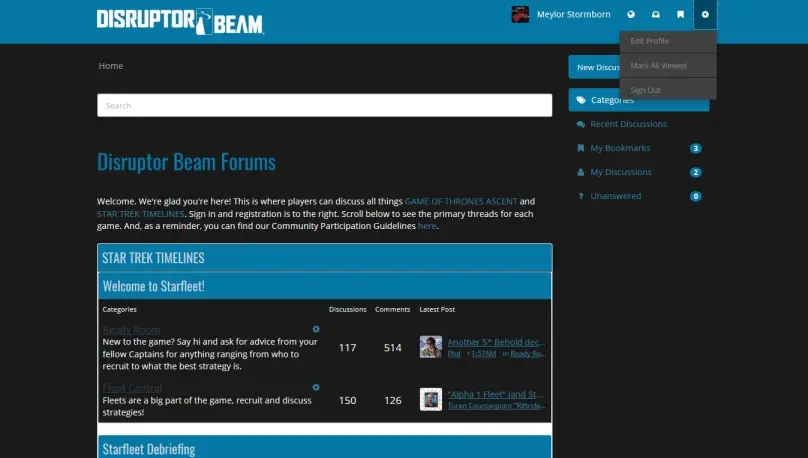 DISRUPTOR BEAM
Meylor Stormborn
Edit Profile
Mark All Viewed
Sign Out
Home
New Discus
Search
Categories
Recent Discussions
My Bookmarks 3
My Discussions 2
Unanswered 0
Disruptor Beam Forums
Welcome. We're glad you're here! This is where players can discuss all things GAME OF THRONES ASCENT and
STAR TREK TIMELINES. Sign in and registration is to the right. Scroll below to see the primary threads for each
game. And, as a reminder, you can find our Community Participation Guidelines here.
STAR TREK TIMELINES
Welcome to Starfleet!
Categories Discussions Comments Latest Post
Ready Room
New to the game? Say hi and ask for advice from your
fellow Captains for anything ranging from who to
recruit to what the best strategy is.
117 514
Another 5* Behold dec...
Phd 1:57AM in Ready Ro...
Fleet Central
Fleets are a big part of the game, recruit and discuss
strategies!
150 126
"Alpha 1 Fleet" (and St...
Turen Counterpoint "Riftride...
Starfleet Debriefing